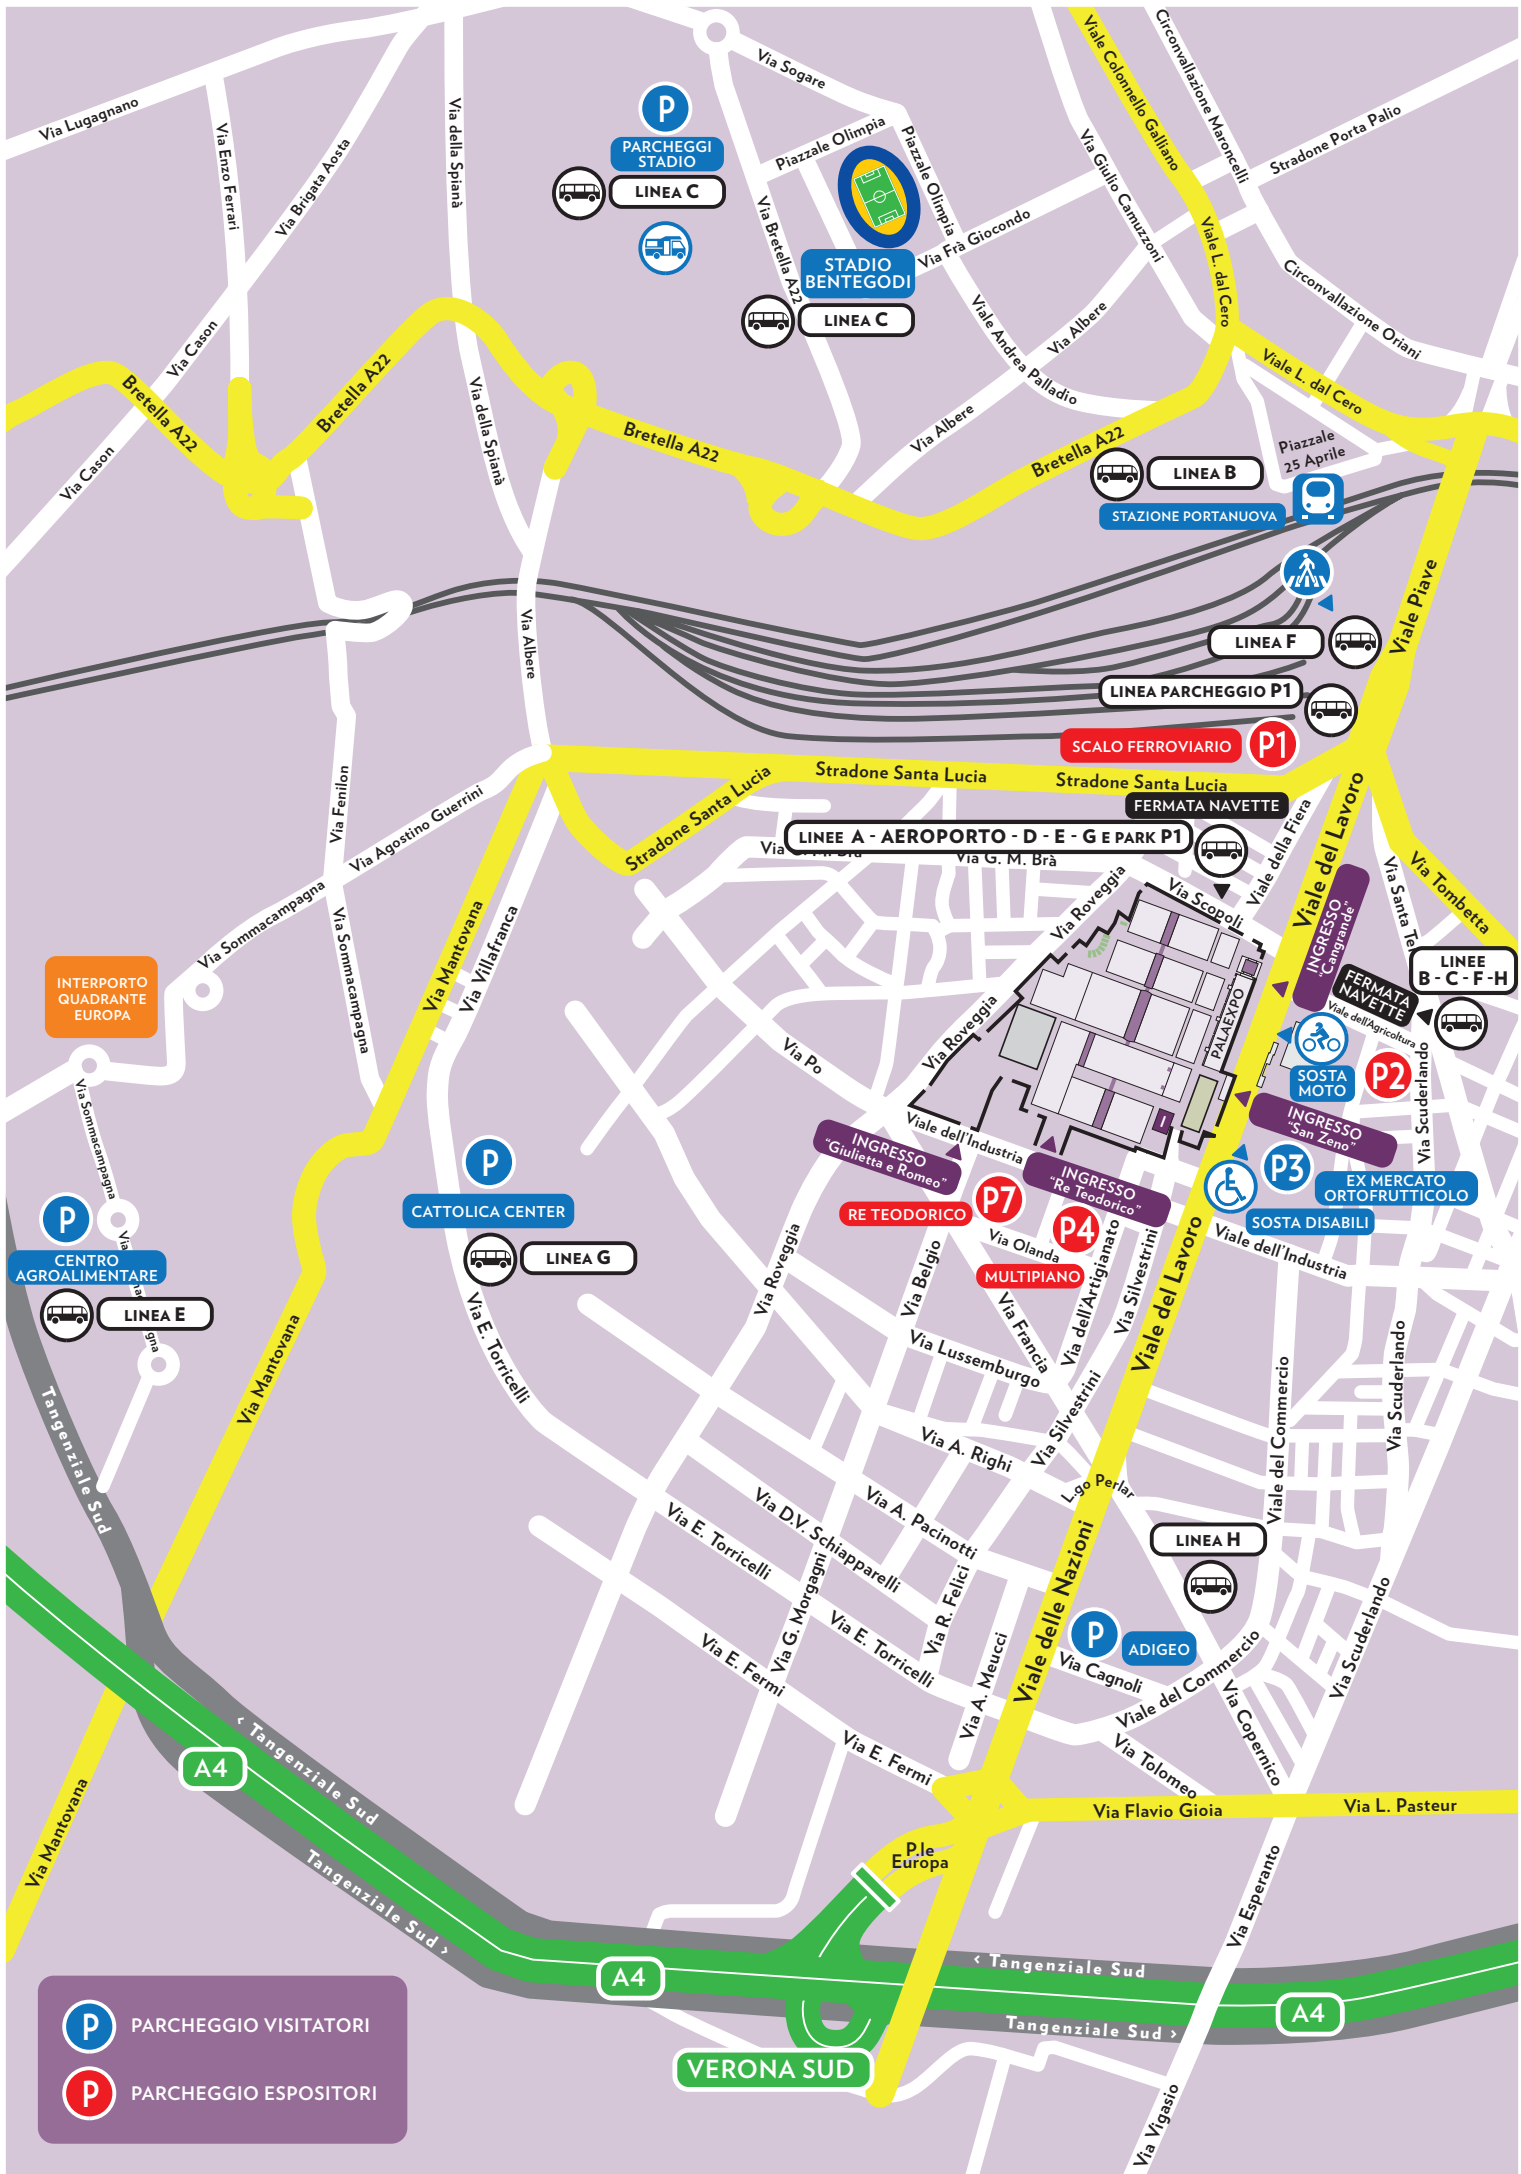 Via Lugagnano
Via Enzo Ferrari
Via Brigata Aosta
Via della Spianà
Via Sogare
Piazzale Olimpia
Piazzale Olimpia
Viale Colonnello Galliano
Circonvallazione Maroncelli
Via Giulio Camuzzoni
Stradone Porta Palio
P
PARCHEGGI
STADIO
LINEA C
Via Bretella A22
STADIO
BENTEGODI
LINEA C
Via Frà Giocondo
Viale L. dal Cero
Circonvallazione Oriani
Viale Andrea Palladio
Via Albere
Via Albere
Viale L. dal Cero
Via Cason
Via Cason
Bretella A22
Bretella A22
Via della Spianà
Bretella A22
Bretella A22
Piazzale
25 Aprile
LINEA B
STAZIONE PORTANUOVA
Viale Piave
LINEA F
LINEA PARCHEGGIO P1
SCALO FERROVIARIO
P1
Via Albere
Stradone Santa Lucia
Stradone Santa Lucia
Stradone Santa Lucia
FERMATA NAVETTE
LINEE A - AEROPORTO - D - E - G E PARK P1
Via G. M. Brà
Via Fenilon
Via Agostino Guerrini
Via Sommacampagna
Via Sommacampagna
Via Mantovana
Via Villafranca
Via Roveggia
Via Roveggia
Via Scopoli
Viale della Fiera
Viale del Lavoro
Via Tombetta
INGRESSO
"Cangrande"
FERMATA
NAVETTE
LINEE
B - C - F - H
Viale dell'Agricoltura
PALAEXPO
SOSTA
MOTO
P2
Via Scuderlando
INTERPORTO
QUADRANTE
EUROPA
Via Po
Viale dell'Industria
I
INGRESSO
"San Zeno"
INGRESSO
"Giulietta e Romeo"
INGRESSO
"Re Teodorico"
P3
EX MERCATO
ORTOFRUTTICOLO
SOSTA DISABILI
Viale dell'Industria
RE TEODORICO
P7
P4
Via Olanda
MULTIPIANO
Via Sommacampagna
P
CENTRO
AGROALIMENTARE
LINEA E
P
CATTOLICA CENTER
LINEA G
Via Roveggia
Via Belgio
Via Francia
Via dell'Artigianato
Via Silvestrini
Viale del Lavoro
Via Lussemburgo
Via Silvestrini
Via E. Torricelli
Via Mantovana
Tangenziale Sud
Via A. Righi
L.go Perlar
Viale del Commercio
Via Scuderlando
Via A. Pacinotti
Via D.V. Schiapparelli
Via E. Torricelli
LINEA H
Via G. Morgagni
Via R. Felici
Viale delle Nazioni
P
ADIGEO
Via Cagnoli
Via E. Torricelli
Via E. Fermi
Via A. Meucci
Viale del Commercio
Via Scuderlando
Via Copernico
Via Tolomeo
Via E. Fermi
Via Flavio Gioia
Via L. Pasteur
P.le
Europa
A4
‹ Tangenziale Sud
Tangenziale Sud ›
Via Mantovana
Via Esperanto
A4
‹ Tangenziale Sud
Tangenziale Sud ›
A4
VERONA SUD
Via Vigasio
P
PARCHEGGIO VISITATORI
P
PARCHEGGIO ESPOSITORI